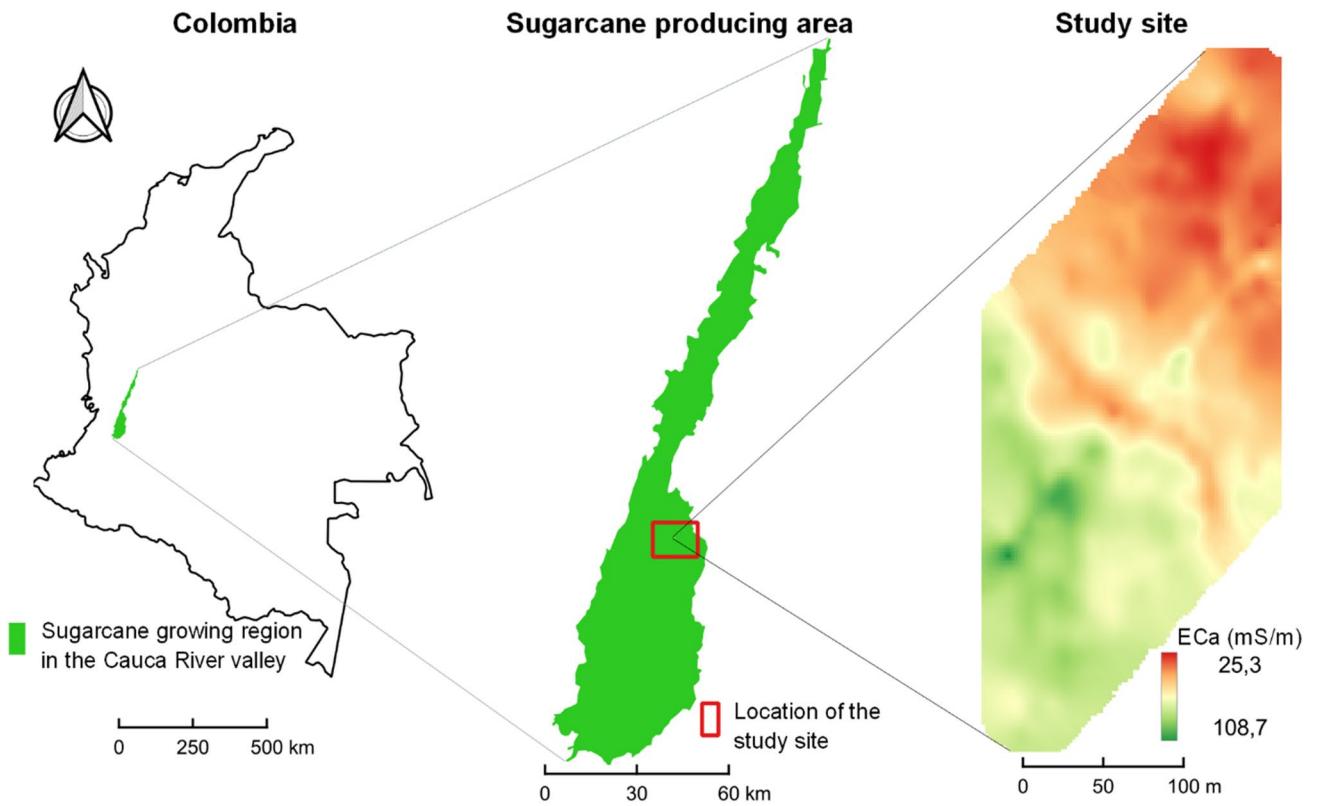 Colombia
Sugarcane producing area
Study site
Sugarcane growing region
in the Cauca River valley
0 250 500 km
Location of the
study site
0 30 60 km
ECa (mS/m)
25,3
108,7
0 50 100 m